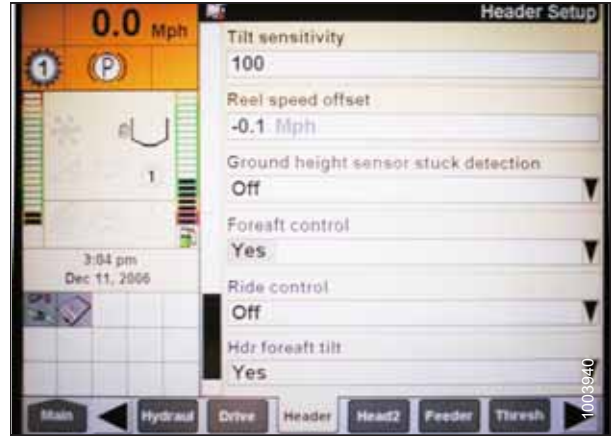 0.0 Mph
1
(P)
1
3:04 pm
Dec 11, 2006
GPS
Header Setup
Tilt sensitivity
100
Reel speed offset
-0.1 Mph
Ground height sensor stuck detection
Off
Foreaft control
Yes
Ride control
Off
Hdr foreaft tilt
Yes
Main
Hydraul
Drive
Header
Head2
Feeder
Thresh
1003940